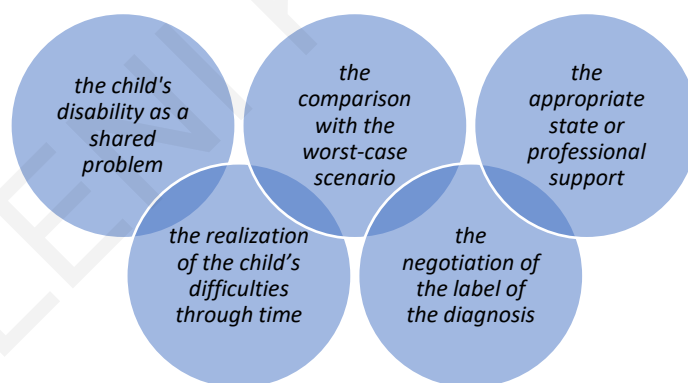 the child's
disability as a
shared
problem
the
comparison
with the
worst-case
scenario
the
appropriate
state or
professional
support
the realization
of the child’s
difficulties
through time
the
negotiation of
the label of
the diagnosis